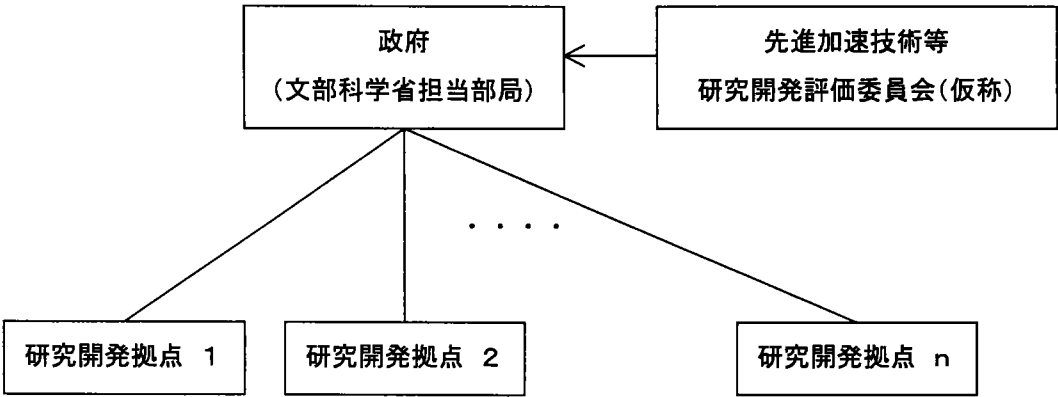 政府
(文部科学省担当部局)
先進加速技術等
研究開発評価委員会(仮称)
・・・・
研究開発拠点 1
研究開発拠点 2
研究開発拠点 n